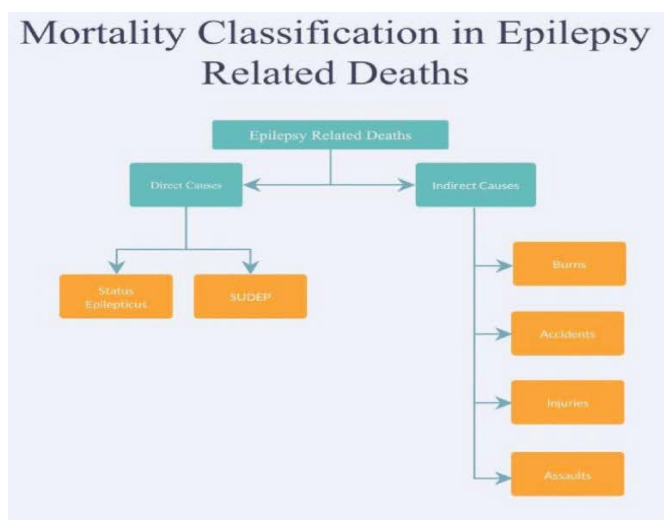 Mortality Classification in Epilepsy
Related Deaths
Epilepsy Related Deaths
Direct Causes
Indirect Causes
Status
Epilepticus
SUDEP
Burns
Accidents
Injuries
Assaults